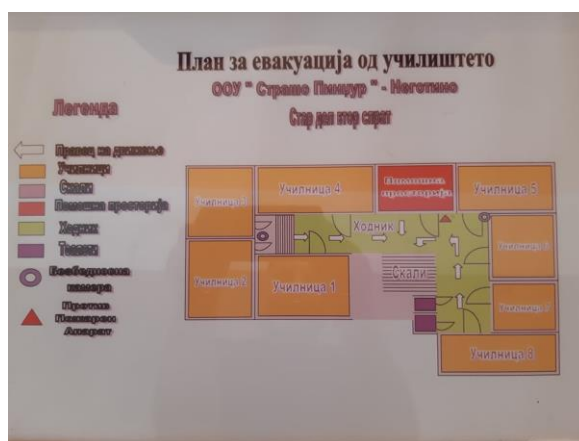 План за евакуација од училиштето
ООУ " Страшо Пинџур " - Неготино
Стар дел втор спрат
Легенда
Правец на движење
Училници
Скали
Помошна просторија
Ходник
Тоалети
Безбедносна
камера
Против
Пожарен
Апарат
Училница 3
Училница 4
Помошна
просторија
Училница 5
Ходник
Училница 6
Училница 2
Училница 1
Скали
Училница 7
Училница 8